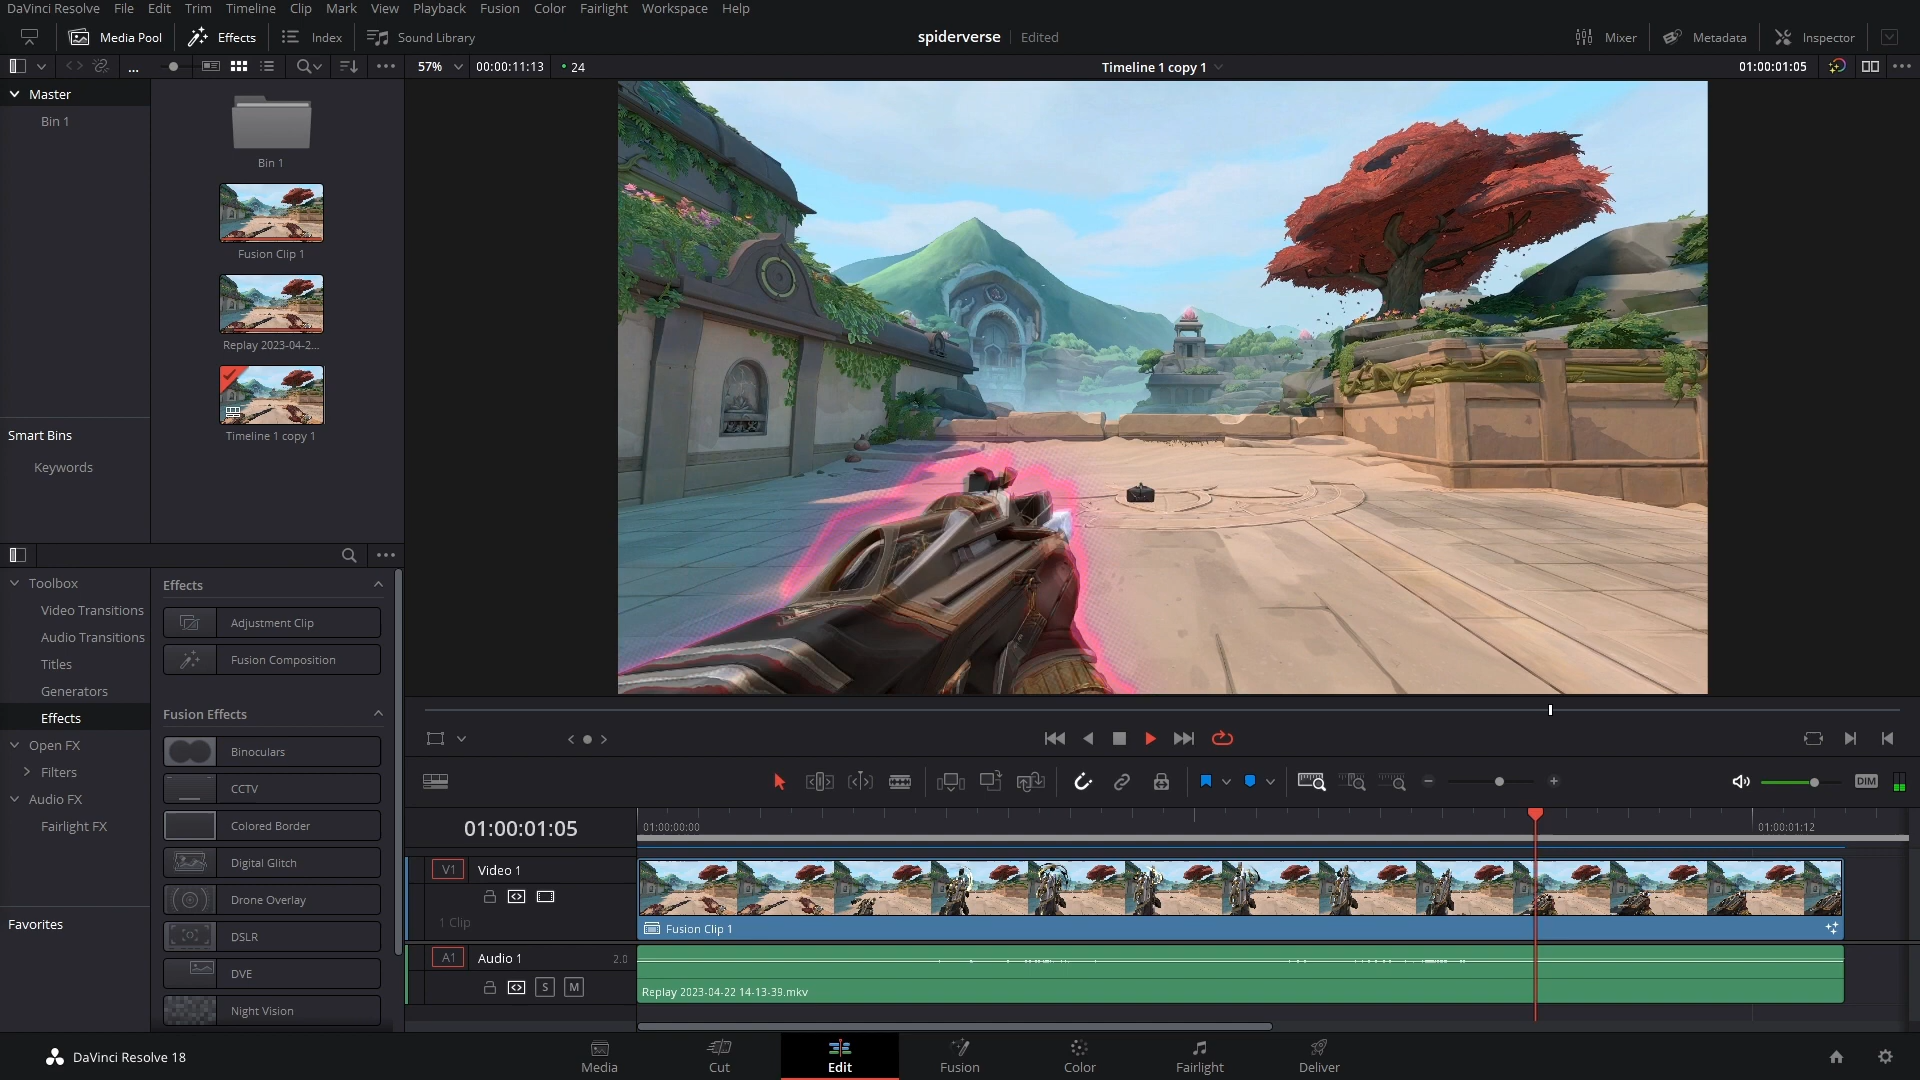 DaVinci Resolve File Edit Trim Timeline Clip Mark View Playback Fusion Color Fairlight Workspace Help
Media Pool Effects Index Sound Library spiderverse Edited Mixer Metadata Inspector
... 57% 00:00:11:13 24 Timeline 1 copy 1 01:00:01:05
Master
Bin 1
Bin 1
Fusion Clip 1
Replay 2023-04-2...
Timeline 1 copy 1
Smart Bins
Keywords
Toolbox
Video Transitions
Audio Transitions
Titles
Generators
Effects
Open FX
Filters
Audio FX
Fairlight FX
Favorites
Effects
Adjustment Clip
Fusion Composition
Fusion Effects
Binoculars
CCTV
Colored Border
Digital Glitch
Drone Overlay
DSLR
DVE
Night Vision
DIM
01:00:01:05 01:00:00:00 01:00:01:12
V1 Video 1
1 Clip
Fusion Clip 1
A1 Audio 1 2.0
S M
Replay 2023-04-22 14-13-39.mkv
DaVinci Resolve 18 Media Cut Edit Fusion Color Fairlight Deliver